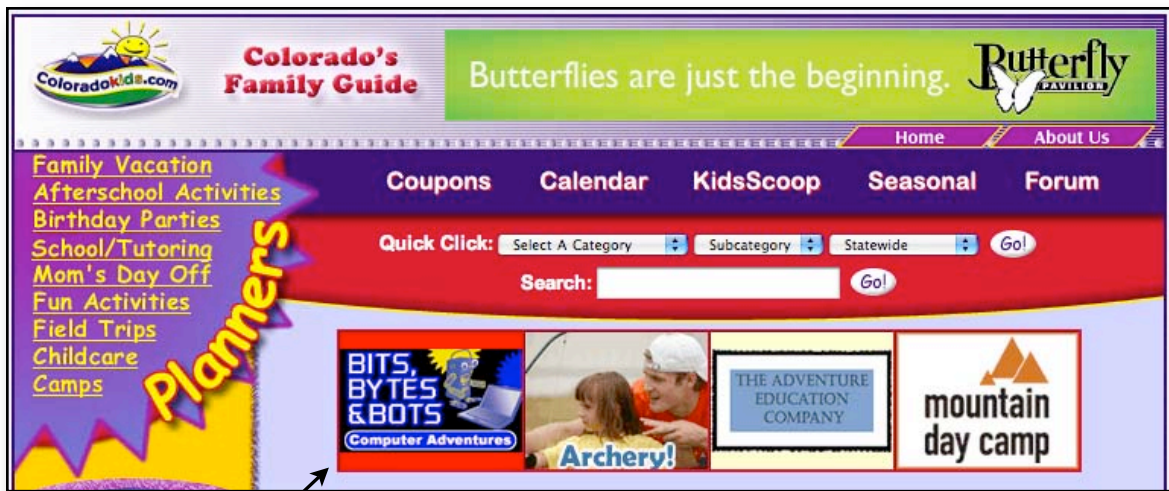 Coloradokids.com
Colorado's
Family Guide
Butterflies are just the beginning.
Butterfly
PAVILION
Home
About Us
Family Vacation
Afterschool Activities
Birthday Parties
School/Tutoring
Mom's Day Off
Fun Activities
Field Trips
Childcare
Camps
Planners
Coupons
Calendar
KidsScoop
Seasonal
Forum
Quick Click:
Select A Category
Subcategory
Statewide
Go!
Search:
Go!
BITS,
BYTES
&BOTS
Computer Adventures
Archery!
THE ADVENTURE
EDUCATION
COMPANY
mountain
day camp